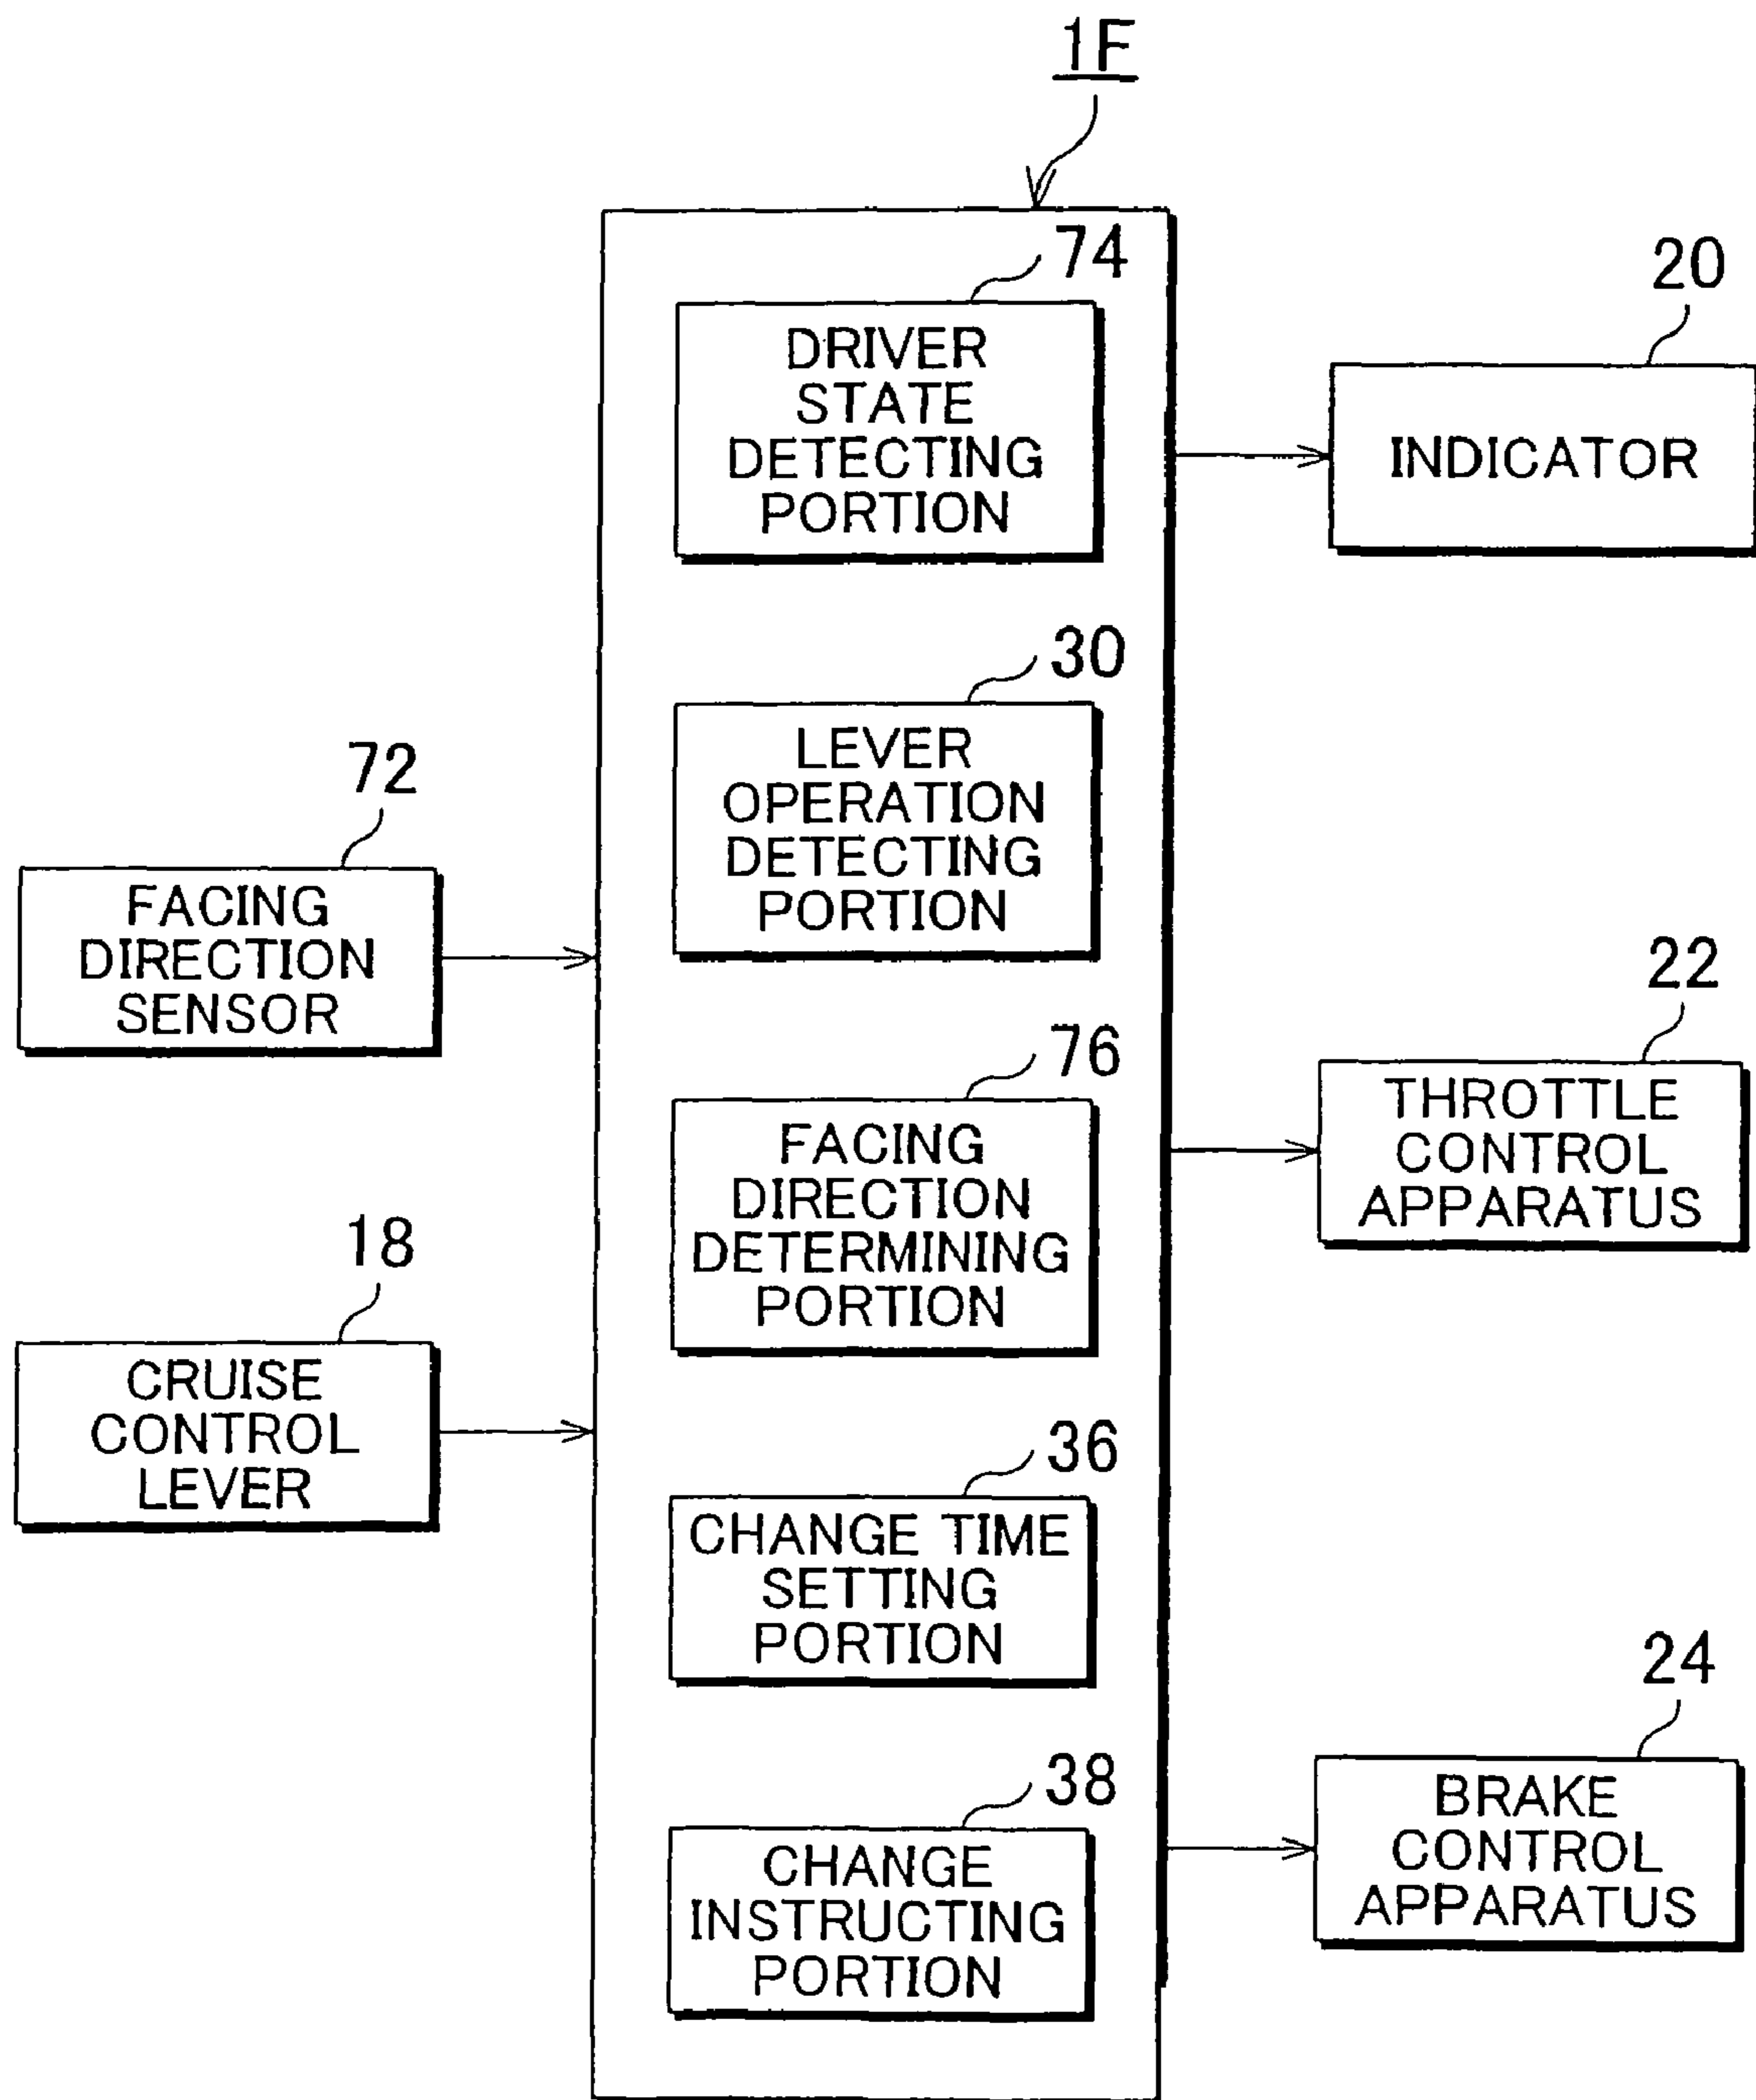 1F
74
DRIVER
STATE
DETECTING
PORTION
20
INDICATOR
30
LEVER
OPERATION
DETECTING
PORTION
72
FACING
DIRECTION
SENSOR
76
FACING
DIRECTION
DETERMINING
PORTION
22
THROTTLE
CONTROL
APPARATUS
18
CRUISE
CONTROL
LEVER
36
CHANGE TIME
SETTING
PORTION
38
CHANGE
INSTRUCTING
PORTION
24
BRAKE
CONTROL
APPARATUS